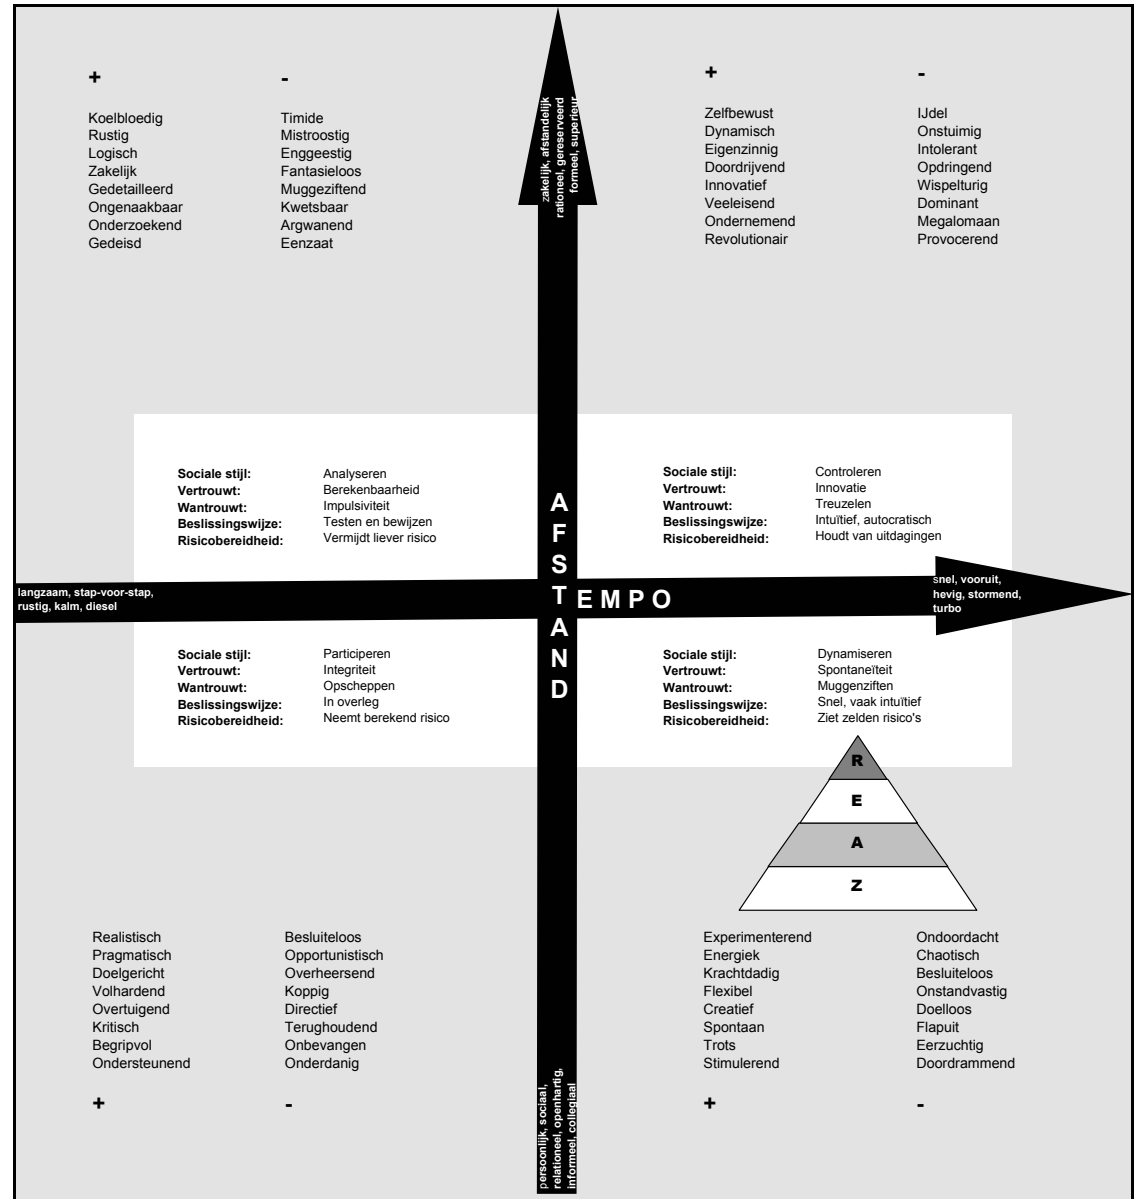 + -
Koelbloedig Timide
Rustig Mistroostig
Logisch Enggeestig
Zakelijk Fantasieloos
Gedetailleerd Muggeziftend
Ongenaakbaar Kwetsbaar
Onderzoekend Argwanend
Gedeisd Eenzaat
zakelijk, afstandelijk
rationeel, gereserveerd
formeel, superieur
+ -
Zelfbewust IJdel
Dynamisch Onstuimig
Eigenzinnig Intolerant
Doordrijvend Opdringend
Innovatief Wispelturig
Veeleisend Dominant
Ondernemend Megalomaan
Revolutionair Provocerend
Sociale stijl: Analyseren
Vertrouwt: Berekenbaarheid
Wantrouwt: Impulsiviteit
Beslissingswijze: Testen en bewijzen
Risicobereidheid: Vermijdt liever risico
Sociale stijl: Controleren
Vertrouwt: Innovatie
Wantrouwt: Treuzelen
Beslissingswijze: Intuïtief, autocratisch
Risicobereidheid: Houdt van uitdagingen
AFSTAND
TEMPO
langzaam, stap-voor-stap,
rustig, kalm, diesel
snel, vooruit,
hevig, stormend,
turbo
Sociale stijl: Participeren
Vertrouwt: Integriteit
Wantrouwt: Opscheppen
Beslissingswijze: In overleg
Risicobereidheid: Neemt berekend risico
Sociale stijl: Dynamiseren
Vertrouwt: Spontaneïteit
Wantrouwt: Muggenziften
Beslissingswijze: Snel, vaak intuïtief
Risicobereidheid: Ziet zelden risico's
R
E
A
Z
Realistisch Besluiteloos
Pragmatisch Opportunistisch
Doelgericht Overheersend
Volhardend Koppig
Overtuigend Directief
Kritisch Terughoudend
Begripvol Onbevangen
Ondersteunend Onderdanig
+ -
persoonlijk, sociaal,
relationeel, openhartig,
informeel, collegiaal
Experimenterend Ondoordacht
Energiek Chaotisch
Krachtdadig Besluiteloos
Flexibel Onstandvastig
Creatief Doelloos
Spontaan Flapuit
Trots Eerzuchtig
Stimulerend Doordrammend
+ -